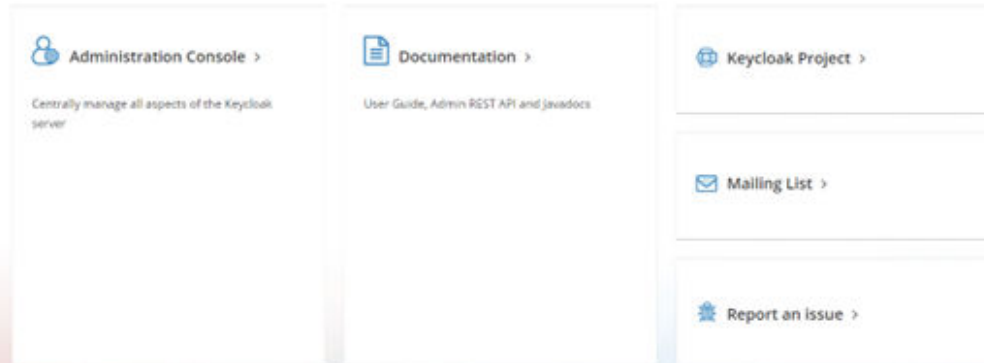 Administration Console >
Centrally manage all aspects of the Keycloak
server
Documentation >
User Guide, Admin REST API and Javadocs
Keycloak Project >
Mailing List >
Report an issue >